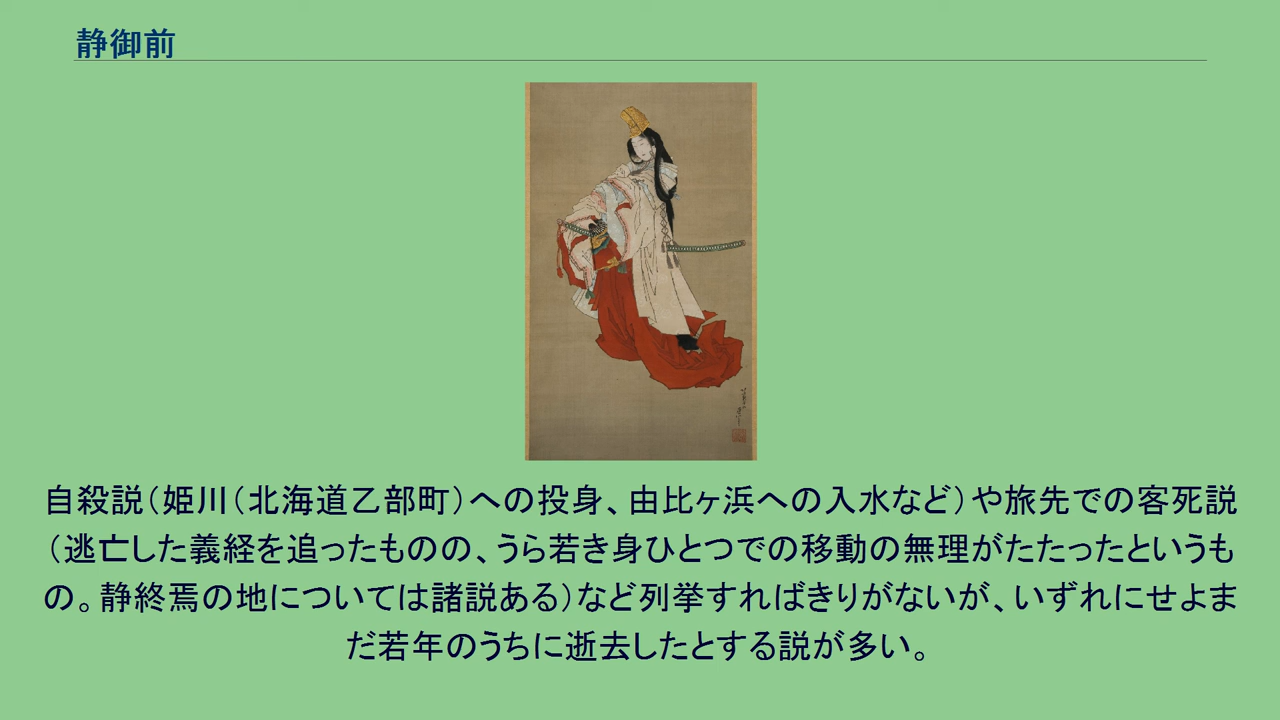 静御前
自殺説（姫川（北海道乙部町）への投身、由比ヶ浜への入水など）や旅先での客死説
（逃亡した義経を追ったものの、うら若き身ひとつでの移動の無理がたたったというも
の。静終焉の地については諸説ある）など列挙すればきりがないが、いずれにせよま
だ若年のうちに逝去したとする説が多い。